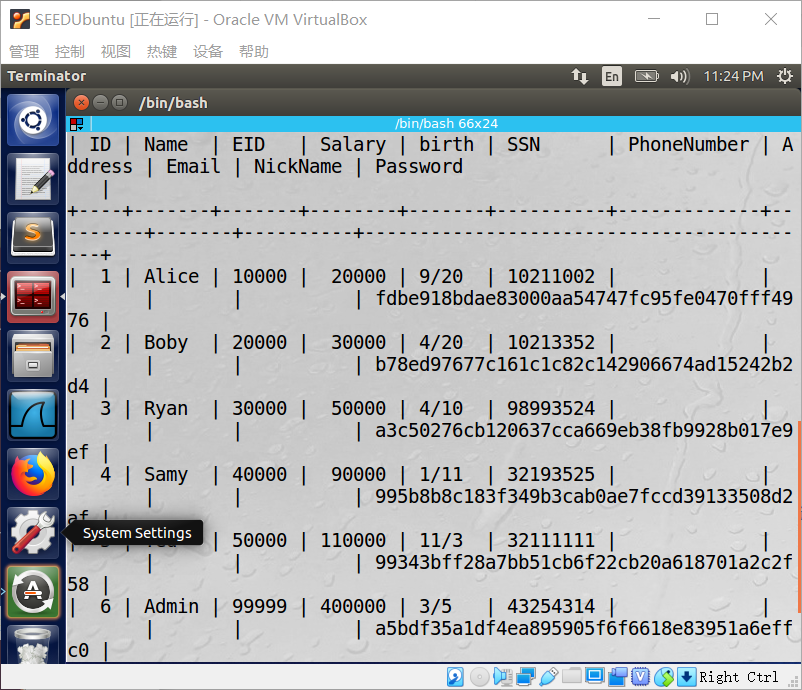 SEEDUbuntu [正在运行] - Oracle VM VirtualBox
管理 控制 视图 热键 设备 帮助
Terminator En 11:24 PM
/bin/bash
/bin/bash 66x24
| ID | Name | EID | Salary | birth | SSN | PhoneNumber | A
ddress | Email | NickName | Password
|
+----+-------+-------+--------+-------+----------+-------------+--
-------+-------+----------+---------------------------------------
---+
| 1 | Alice | 10000 | 20000 | 9/20 | 10211002 | |
| | | fdbe918bdae83000aa54747fc95fe0470fff49
76 |
| 2 | Boby | 20000 | 30000 | 4/20 | 10213352 | |
| | | b78ed97677c161c1c82c142906674ad15242b2
d4 |
| 3 | Ryan | 30000 | 50000 | 4/10 | 98993524 | |
| | | a3c50276cb120637cca669eb38fb9928b017e9
ef |
| 4 | Samy | 40000 | 90000 | 1/11 | 32193525 | |
| | | 995b8b8c183f349b3cab0ae7fccd39133508d2
af |
System Settings
| 50000 | 110000 | 11/3 | 32111111 | |
| | | 99343bff28a7bb51cb6f22cb20a618701a2c2f
58 |
| 6 | Admin | 99999 | 400000 | 3/5 | 43254314 | |
| | | a5bdf35a1df4ea895905f6f6618e83951a6eff
c0 |
Right Ctrl